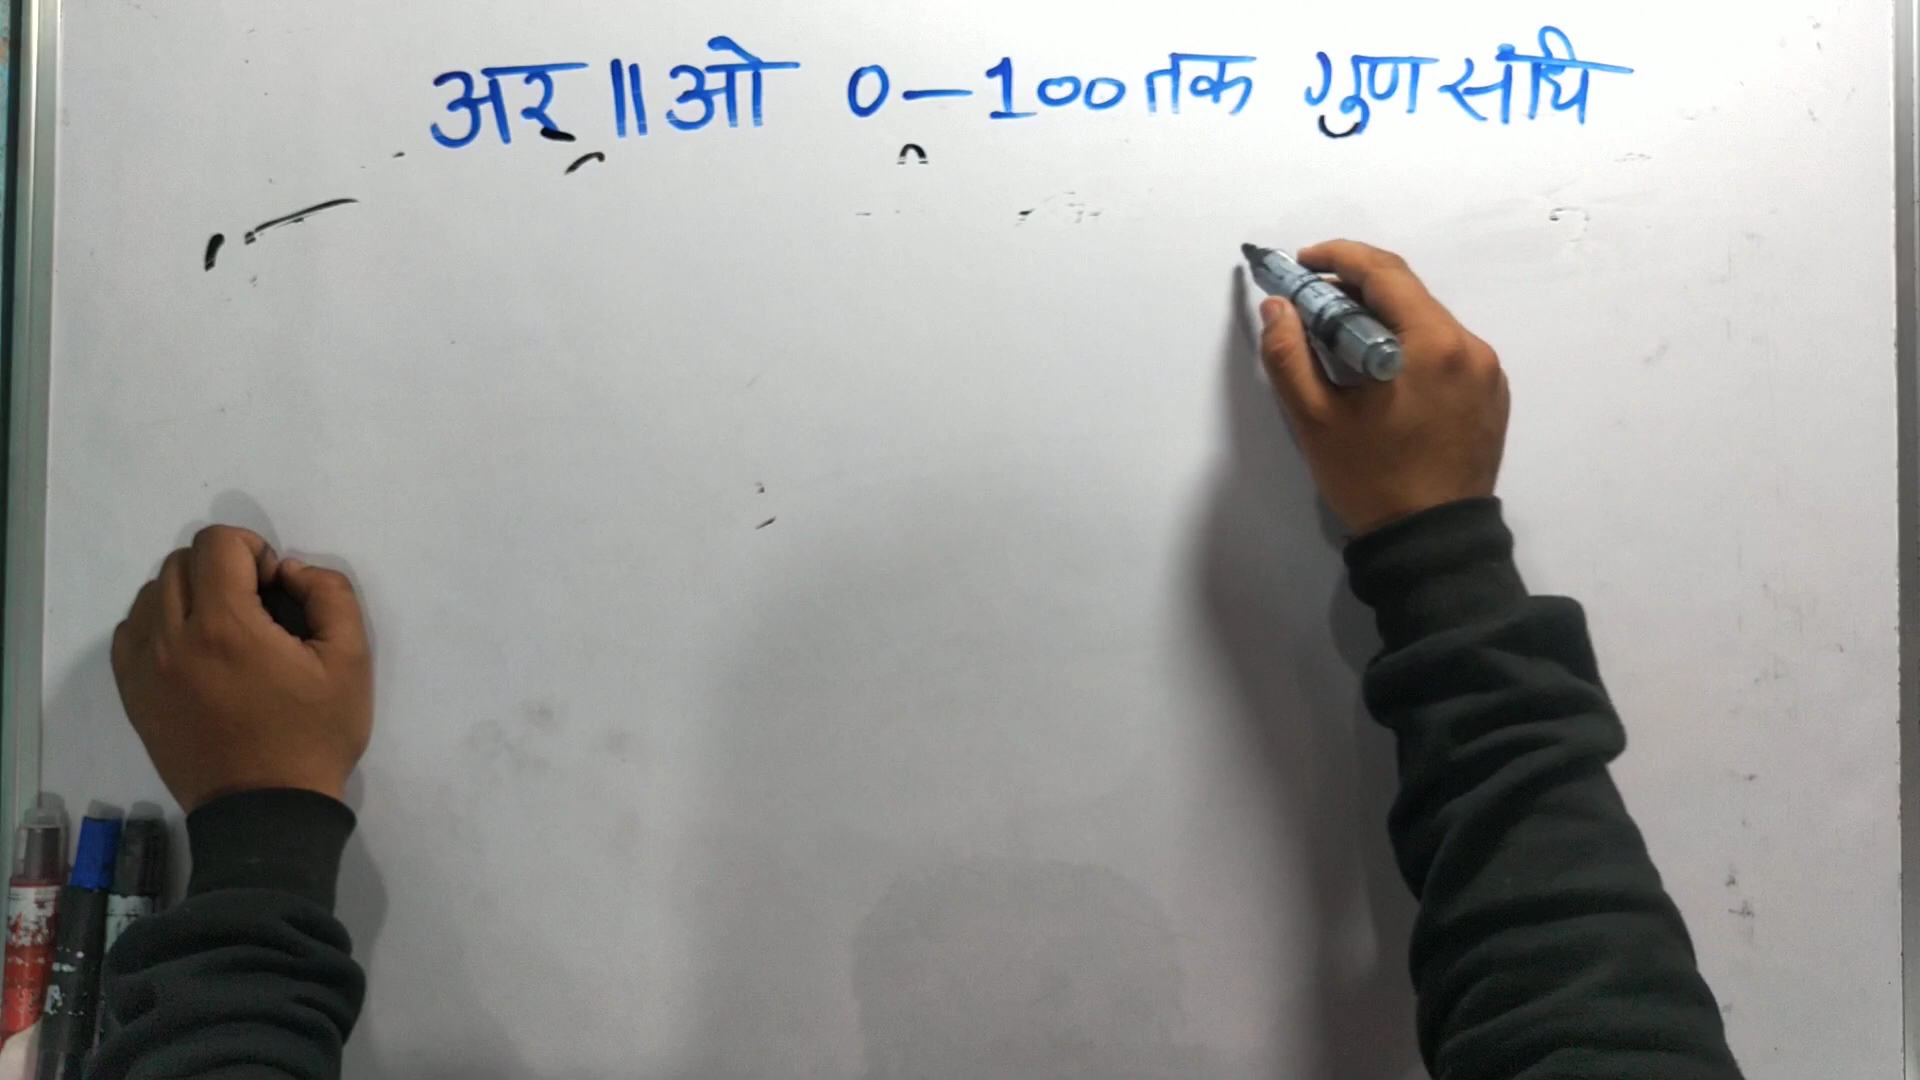 अर् ॥ ओ 0-100 तक गुण संधि